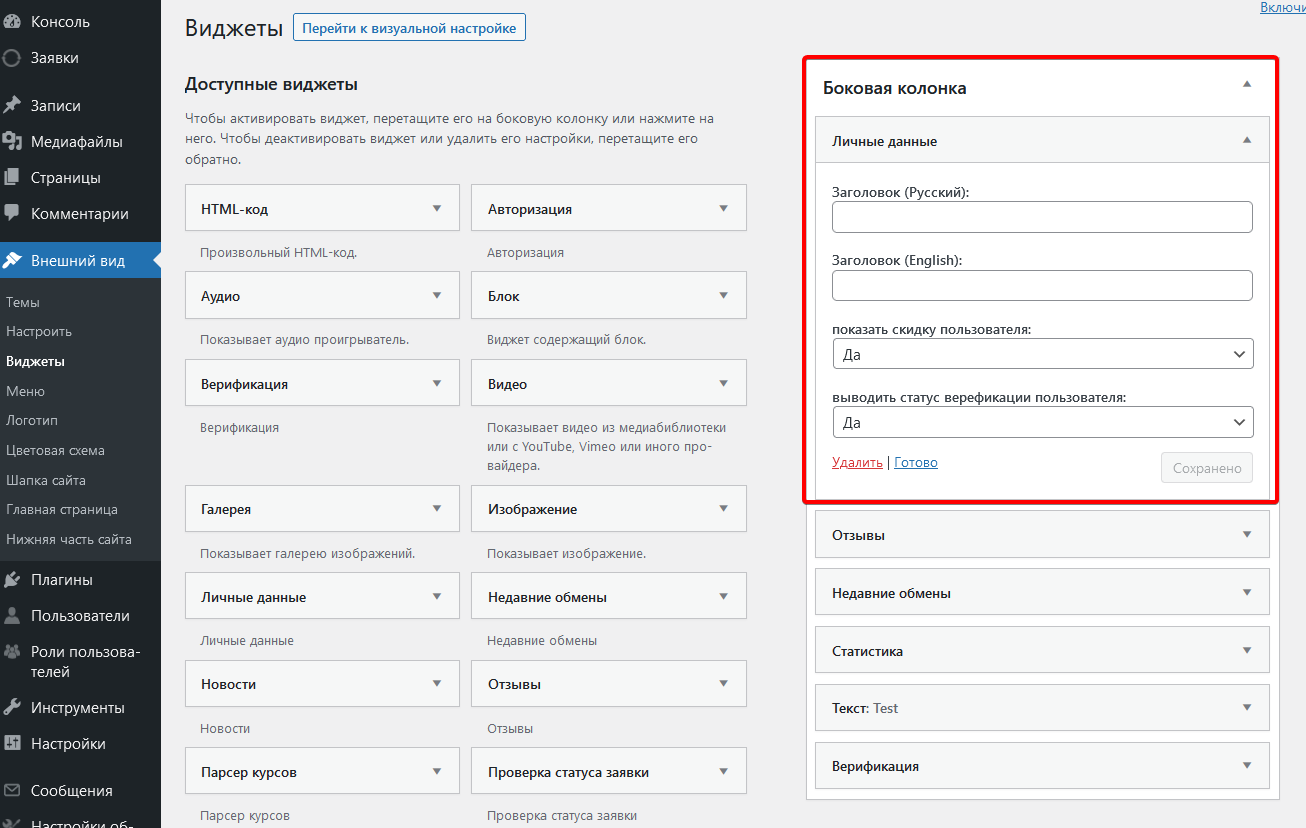 Консоль
Заявки
Записи
Медиафайлы
Страницы
Комментарии
Внешний вид
Темы
Настроить
Виджеты
Меню
Логотип
Цветовая схема
Шапка сайта
Главная страница
Нижняя часть сайта
Плагины
Пользователи
Роли пользова-
телей
Инструменты
Настройки
Сообщения
Настройки об-
Виджеты
Перейти к визуальной настройке
Доступные виджеты
Чтобы активировать виджет, перетащите его на боковую колонку или нажмите на
него. Чтобы деактивировать виджет или удалить его настройки, перетащите его
обратно.
HTML-код
Авторизация
Произвольный HTML-код.
Авторизация
Аудио
Блок
Показывает аудио проигрыватель.
Виджет содержащий блок.
Верификация
Видео
Верификация
Показывает видео из медиабиблиотеки
или с YouTube, Vimeo или иного про-
вайдера.
Галерея
Изображение
Показывает галерею изображений.
Показывает изображение.
Личные данные
Недавние обмены
Личные данные
Недавние обмены
Новости
Отзывы
Новости
Отзывы
Парсер курсов
Проверка статуса заявки
Парсер курсов
Проверка статуса заявки
Включи
Боковая колонка
Личные данные
Заголовок (Русский):
Заголовок (English):
показать скидку пользователя:
Да
выводить статус верефикации пользователя:
Да
Удалить | Готово
Сохранено
Отзывы
Недавние обмены
Статистика
Текст: Test
Верификация